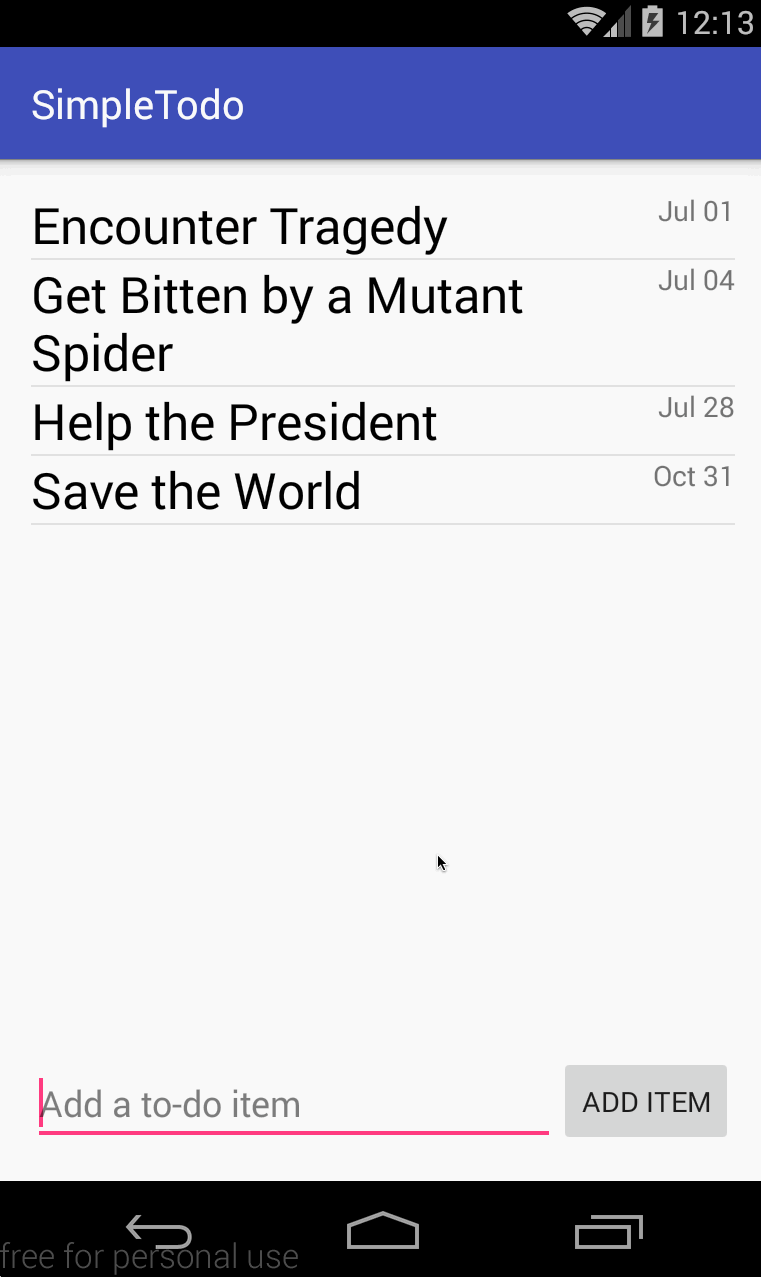 12:13
SimpleTodo
Encounter Tragedy Jul 01
Get Bitten by a Mutant Jul 04
Spider
Help the President Jul 28
Save the World Oct 31
Add a to-do item ADD ITEM
free for personal use